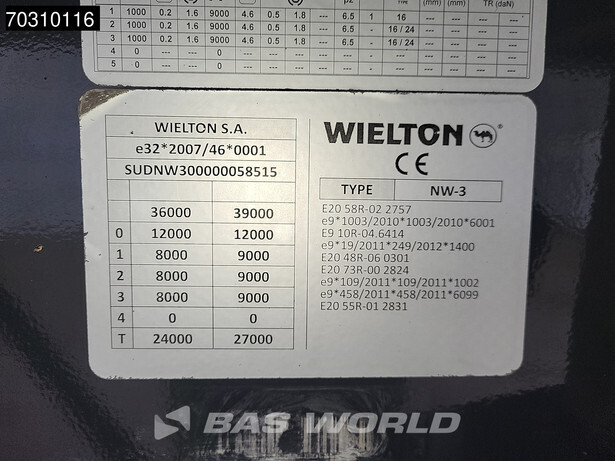 70310116
1 1000 0.2 1.6 9000 4.6 0.5 1.8 --- 6.5 1 16 --- --- ---
2 1000 0.2 1.6 9000 4.6 0.5 1.8 --- 6.5 - 16 / 24 --- --- ---
3 1000 0.2 1.6 9000 4.6 0.5 1.8 --- 6.5 - 16 / 24 --- --- ---
4 0 --- --- 0 --- --- --- --- --- --- --- --- --- ---
5 0 --- --- 0 --- --- --- --- --- --- --- --- --- ---
WIELTON S.A.
e32*2007/46*0001
SUDNW300000058515
36000 39000
0 12000 12000
1 8000 9000
2 8000 9000
3 8000 9000
4 0 0
T 24000 27000
WIELTON
CE
TYPE NW-3
E20 58R-02 2757
e9*1003/2010*1003/2010*6001
E9 10R-04.6414
e9*19/2011*249/2012*1400
E20 48R-06 0301
E20 73R-00 2824
e9*109/2011*109/2011*1002
e9*458/2011*458/2011*6099
E20 55R-01 2831
BAS WORLD